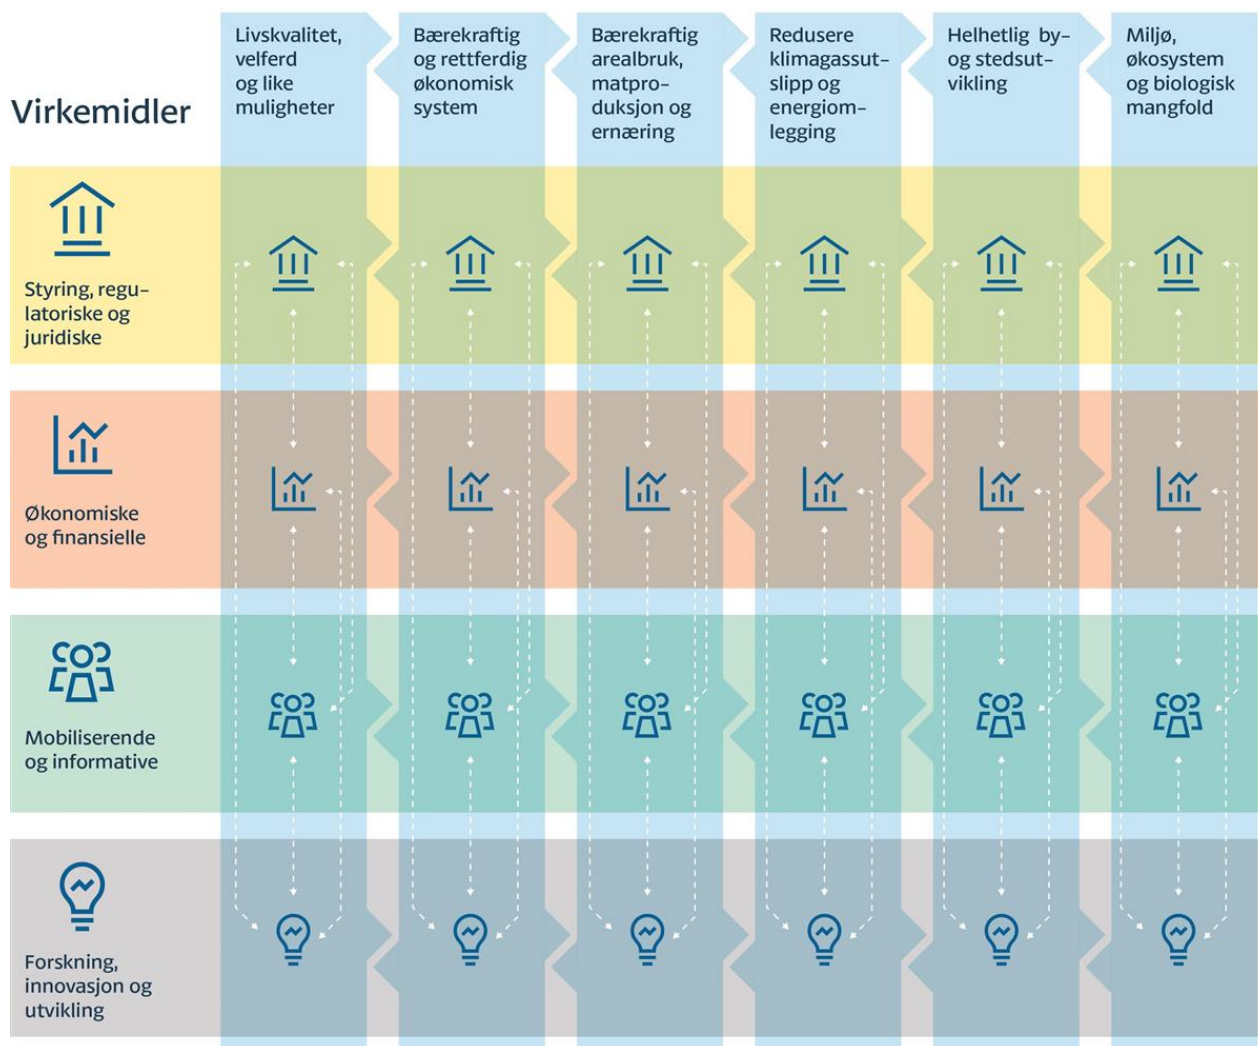 Virkemidler
Livskvalitet,
velferd
og like
muligheter
Bærekraftig
og rettferdig
økonomisk
system
Bærekraftig
arealbruk,
matpro-
duksjon og
ernæring
Redusere
klimagassut-
slipp og
energiom-
legging
Helhetlig by-
og stedsut-
vikling
Miljø,
økosystem
og biologisk
mangfold
Styring, regu-
latoriske og
juridiske
Økonomiske
og finansielle
Mobiliserende
og informative
Forskning,
innovasjon og
utvikling